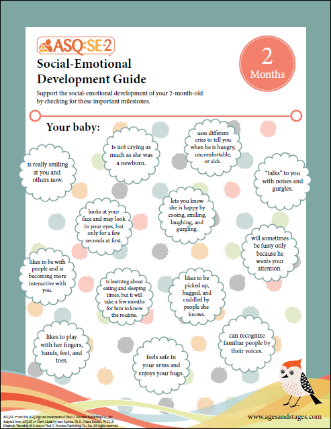 ASQ:SE-2
Social-Emotional
Development Guide
2
Months
Support the social-emotional development of your 2-month-old
by checking for these important milestones.
Your baby:
is really smiling
at you and
others now.
is not crying as
much as she was
a newborn.
uses different
cries to tell you
when he is hungry,
uncomfortable,
or sick.
"talks" to you
with noises and
gurgles.
looks at your
face and may look
in your eyes, but
only for a few
seconds at first.
lets you know
she is happy by
cooing, smiling,
laughing, and
gurgling.
will sometimes
be fussy only
because he
wants your
attention.
likes to be with
people and is
becoming more
interactive with
you.
is learning about
eating and sleeping
times, but it will
take a few months
for him to know
the routine.
likes to be
picked up,
hugged, and
cuddled by
people she
knows.
likes to play
with her fingers,
hands, feet, and
toes.
feels safe in
your arms and
enjoys your hugs.
can recognize
familiar people by
their voices.
www.agesandstages.com